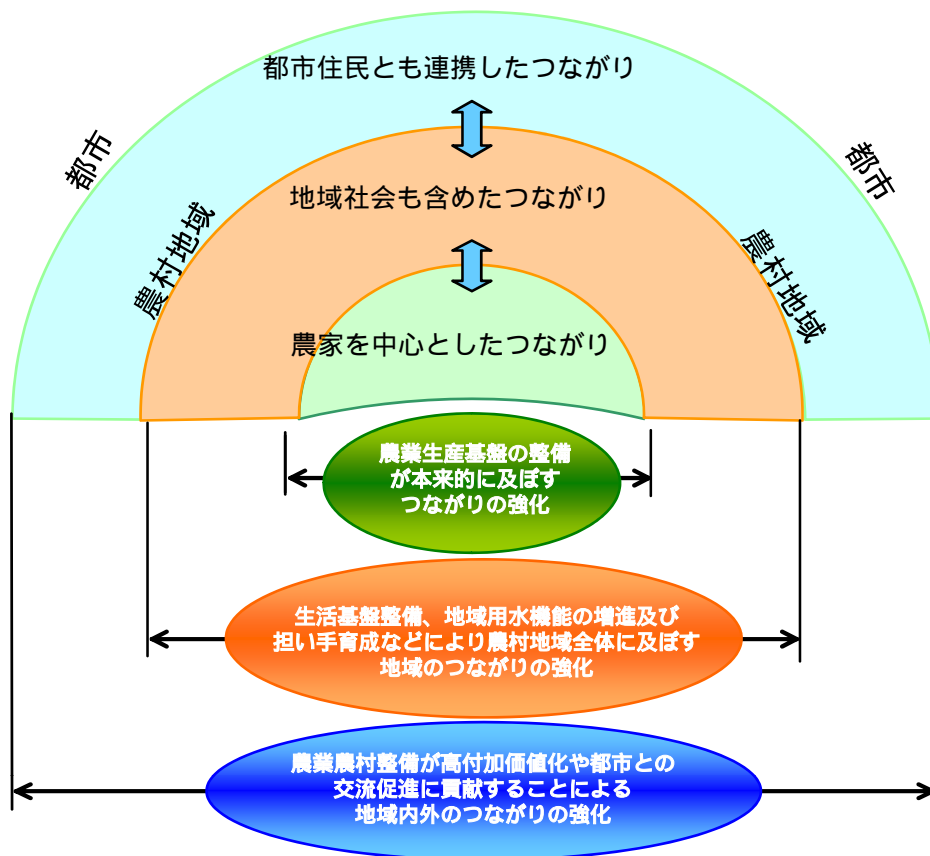 都市住民とも連携したつながり
都市
都市
地域社会も含めたつながり
農村地域
農村地域
農家を中心としたつながり
農業生産基盤の整備
が本来的に及ぼす
つながりの強化
生活基盤整備、地域用水機能の増進及び
担い手育成などにより農村地域全体に及ぼす
地域のつながりの強化
農業農村整備が高付加価値化や都市との
交流促進に貢献することによる
地域内外のつながりの強化